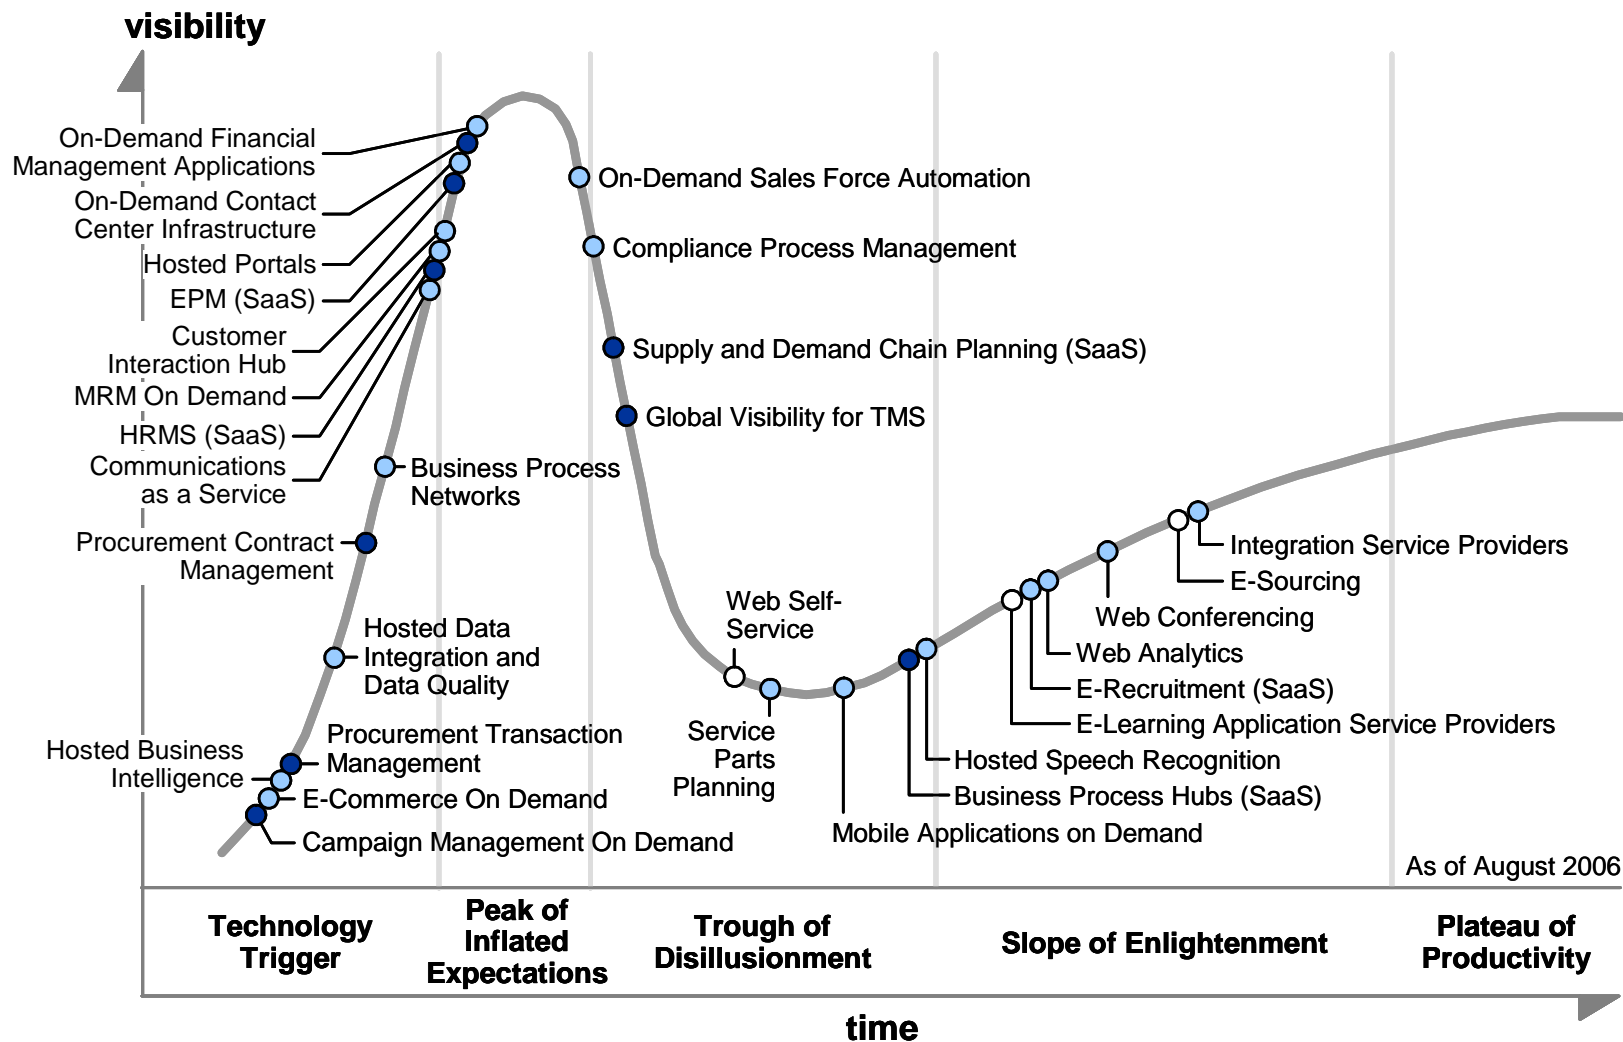 visibility
On-Demand Financial
Management Applications
On-Demand Contact
Center Infrastructure
Hosted Portals
EPM (SaaS)
Customer
Interaction Hub
MRM On Demand
HRMS (SaaS)
Communications
as a Service
Procurement Contract
Management
Hosted Business
Intelligence
Business Process
Networks
Hosted Data
Integration and
Data Quality
Procurement Transaction
Management
E-Commerce On Demand
Campaign Management On Demand
On-Demand Sales Force Automation
Compliance Process Management
Supply and Demand Chain Planning (SaaS)
Global Visibility for TMS
Web Self-
Service
Service
Parts
Planning
Mobile Applications on Demand
Business Process Hubs (SaaS)
Hosted Speech Recognition
E-Learning Application Service Providers
E-Recruitment (SaaS)
Web Analytics
Web Conferencing
E-Sourcing
Integration Service Providers
As of August 2006
Technology
Trigger
Peak of
Inflated
Expectations
Trough of
Disillusionment
Slope of Enlightenment
Plateau of
Productivity
time